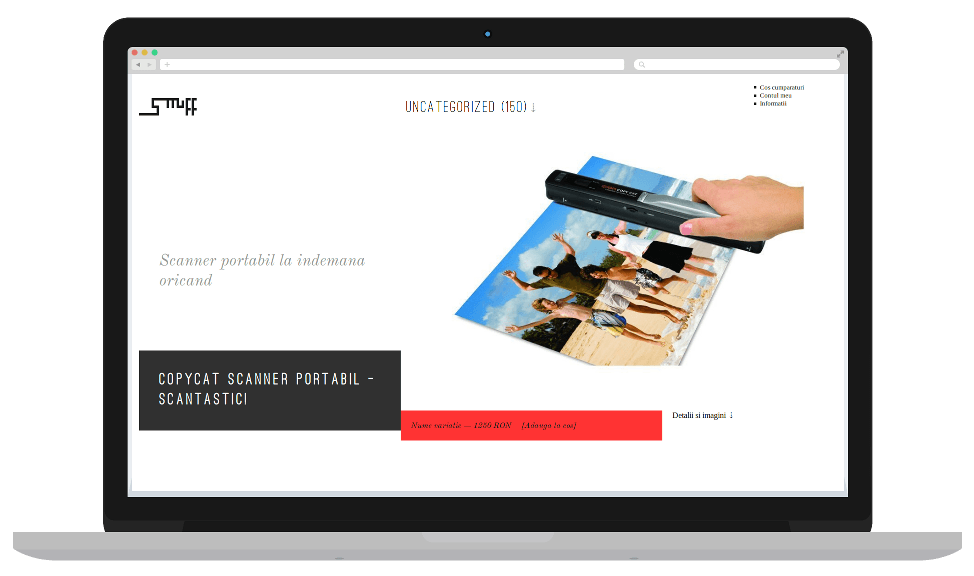 STUFF
UNCATEGORIZED (150) ↓
Cos cumparaturi
Contul meu
Informatii
COPYCAT
Scanner portabil la indemana
oricand
COPYCAT SCANNER PORTABIL -
SCANTASTICI
Nume variatie — 1250 RON [Adauga la cos]
Detalii si imagini ↓